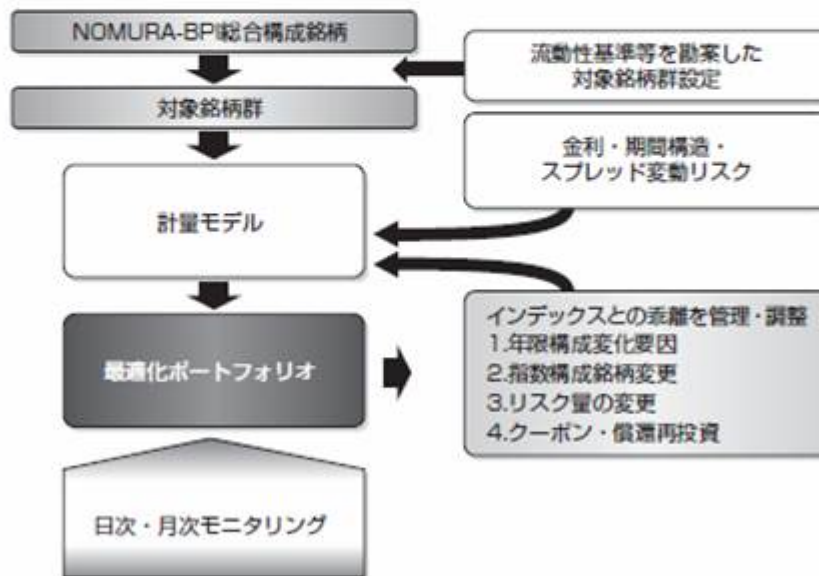 NOMURA-BPI総合構成銘柄
流動性基準等を勘案した
対象銘柄群設定
対象銘柄群
金利・期間構造・
スプレッド変動リスク
計量モデル
最適化ポートフォリオ
インデックスとの乖離を管理・調整
1.年限構成変化要因
2.指数構成銘柄変更
3.リスク量の変更
4.クーポン・償還再投資
日次・月次モニタリング